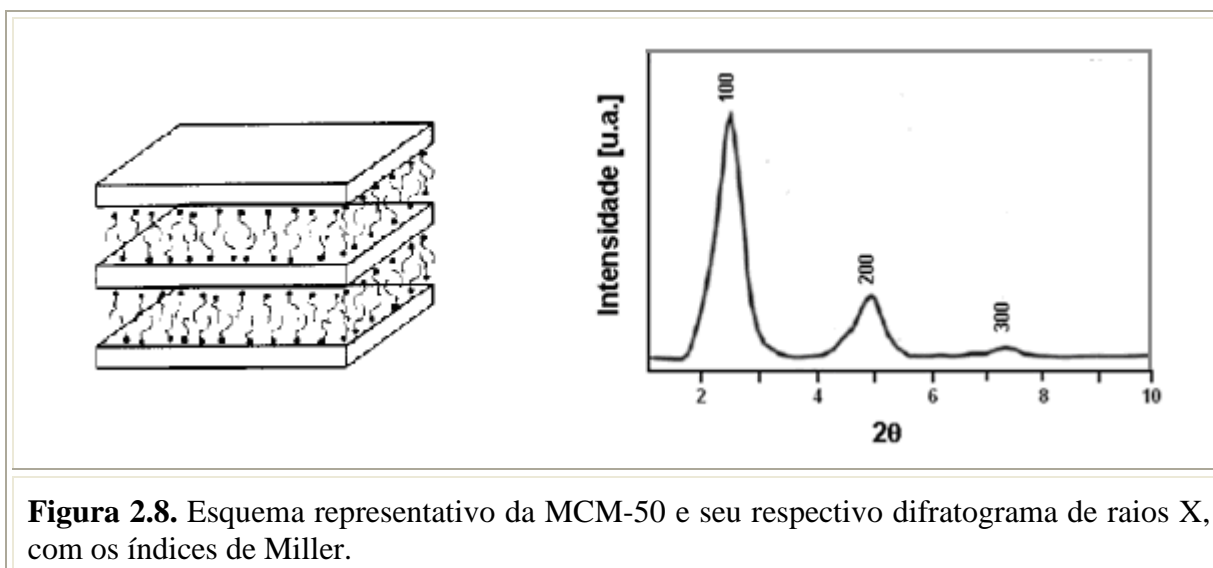 Intensidade [u.a.]
100
200
300
2 4 6 8 10
2θ
Figura 2.8. Esquema representativo da MCM-50 e seu respectivo difratograma de raios X,
com os índices de Miller.